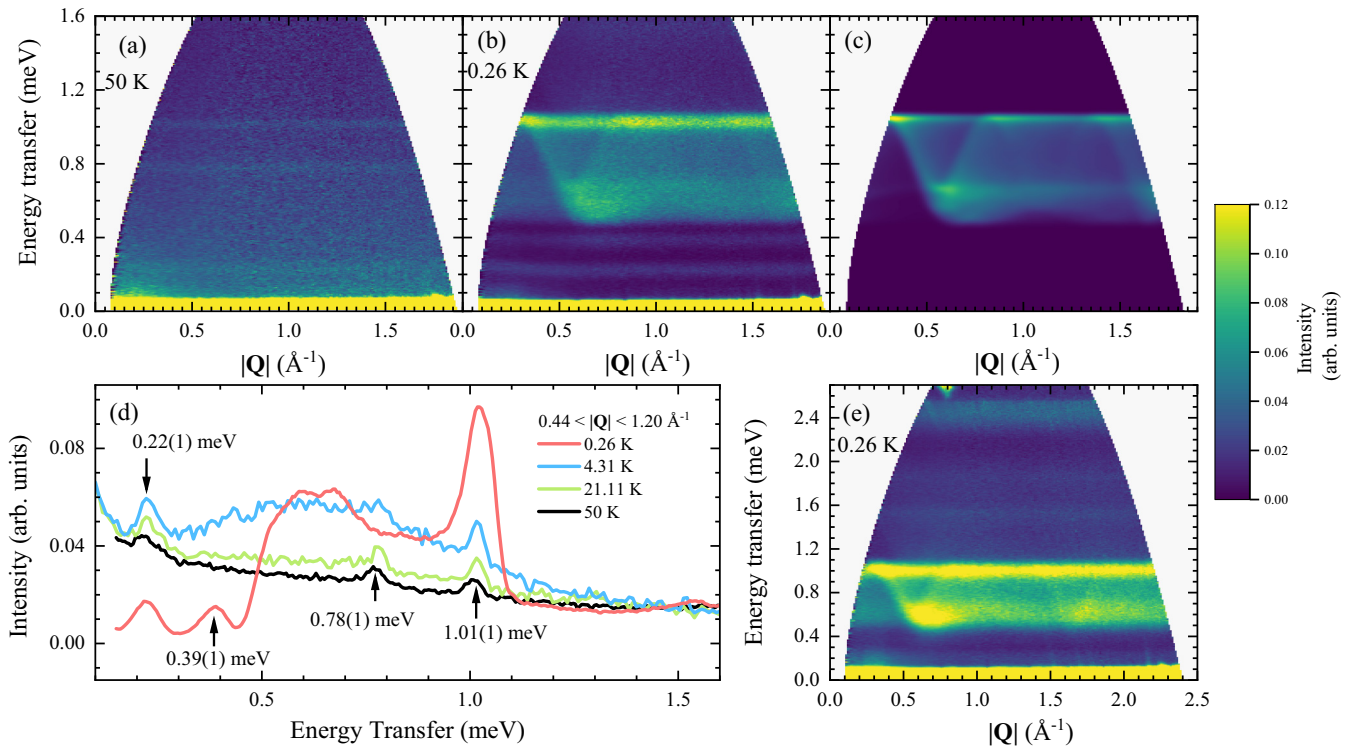 (a)
50 K
(b)
0.26 K
(c)
Energy transfer (meV)
1.6
1.2
0.8
0.4
0.0
0.0 0.5 1.0 1.5 0.0 0.5 1.0 1.5 0.0 0.5 1.0 1.5
|Q| (Å-1)
|Q| (Å-1)
|Q| (Å-1)
0.12
0.10
0.08
0.06
0.04
0.02
0.00
Intensity
(arb. units)
(d)
0.44 < |Q| < 1.20 Å-1
0.26 K
4.31 K
21.11 K
50 K
0.22(1) meV
0.39(1) meV
0.78(1) meV
1.01(1) meV
Intensity (arb. units)
0.08
0.04
0.00
0.5 1.0 1.5
Energy Transfer (meV)
(e)
0.26 K
Energy transfer (meV)
2.4
2.1
1.8
1.5
1.2
0.9
0.6
0.3
0.0
0.0 0.5 1.0 1.5 2.0 2.5
|Q| (Å-1)